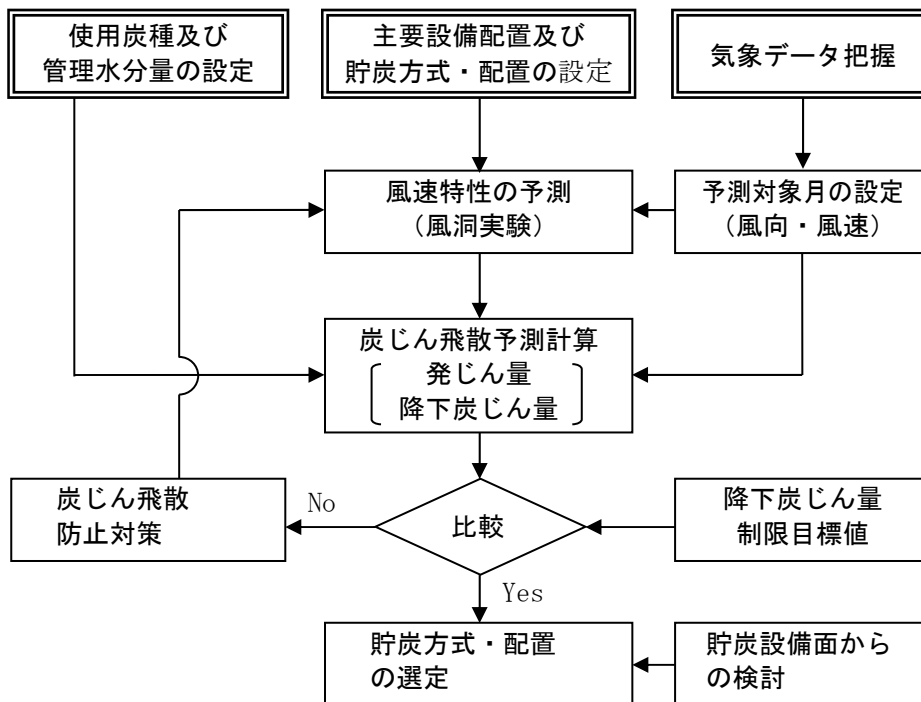 使用炭種及び
管理水分量の設定
主要設備配置及び
貯炭方式・配置の設定
気象データ把握
風速特性の予測
（風洞実験）
予測対象月の設定
（風向・風速）
炭じん飛散予測計算
発じん量
降下炭じん量
炭じん飛散
防止対策
No
比較
降下炭じん量
制限目標値
Yes
貯炭方式・配置
の選定
貯炭設備面から
の検討